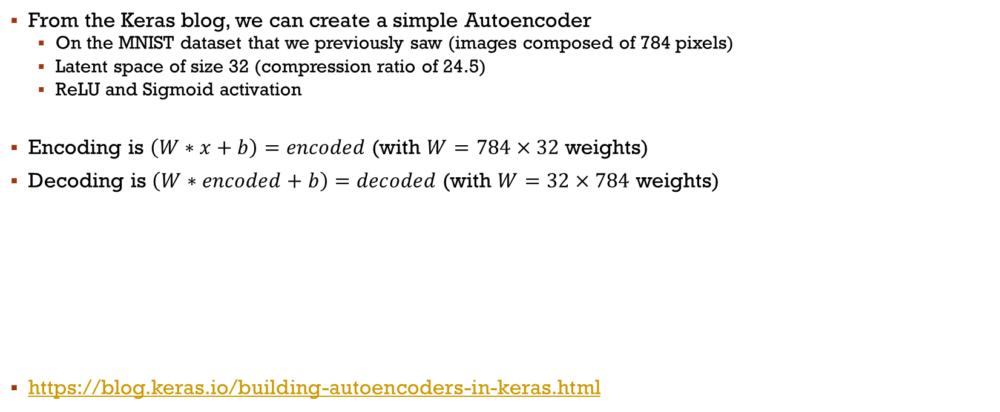 ▪ From the Keras blog, we can create a simple Autoencoder
▪ On the MNIST dataset that we previously saw (images composed of 784 pixels)
▪ Latent space of size 32 (compression ratio of 24.5)
▪ ReLU and Sigmoid activation
▪ Encoding is (W ∗ x + b) = encoded (with W = 784 × 32 weights)
▪ Decoding is (W ∗ encoded + b) = decoded (with W = 32 × 784 weights)
▪ https://blog.keras.io/building-autoencoders-in-keras.html